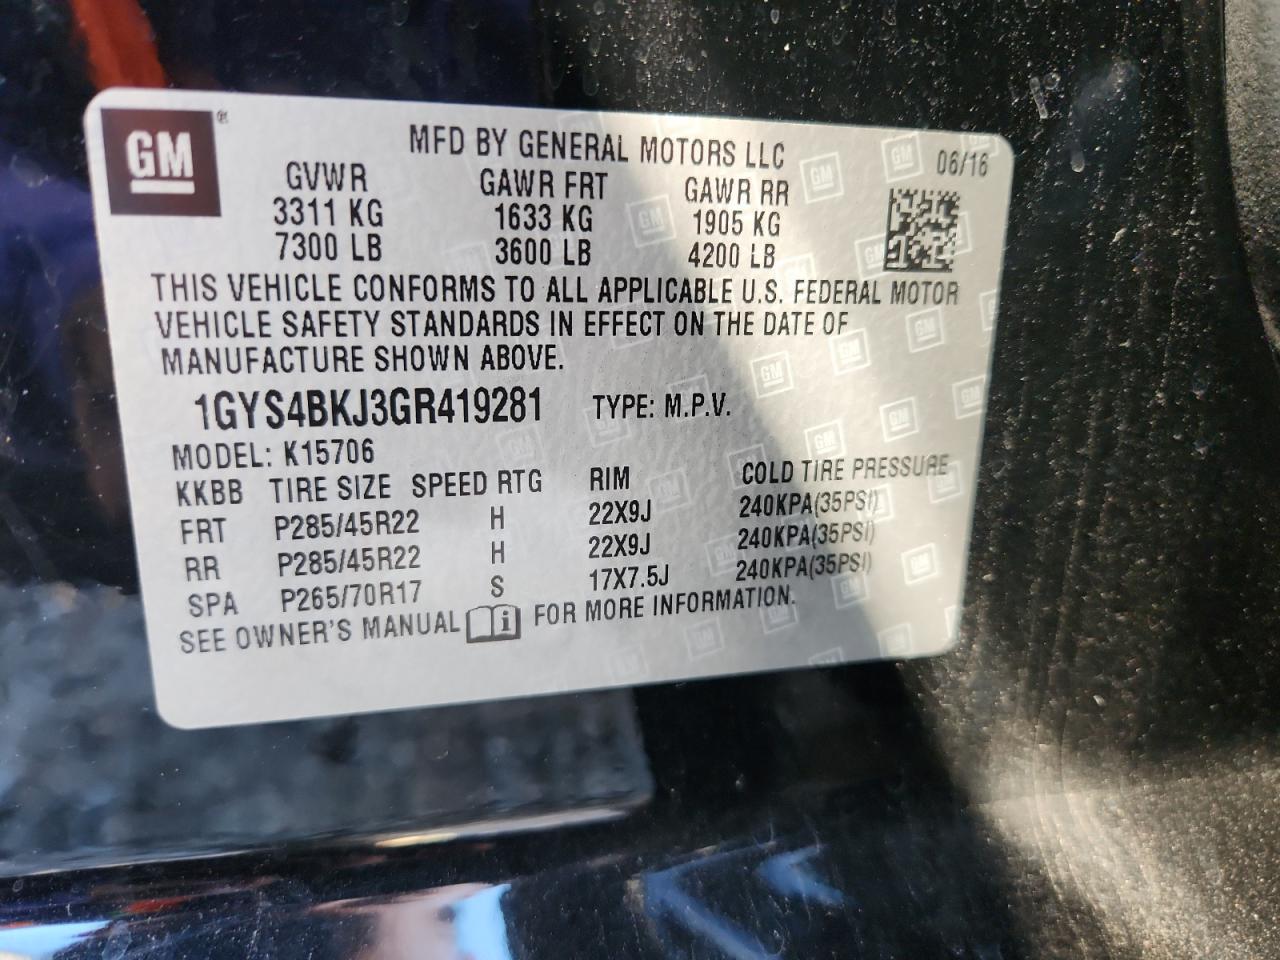 GM ®
MFD BY GENERAL MOTORS LLC 06/16
GVWR GAWR FRT GAWR RR
3311 KG 1633 KG 1905 KG
7300 LB 3600 LB 4200 LB
THIS VEHICLE CONFORMS TO ALL APPLICABLE U.S. FEDERAL MOTOR
VEHICLE SAFETY STANDARDS IN EFFECT ON THE DATE OF
MANUFACTURE SHOWN ABOVE.
1GYS4BKJ3GR419281 TYPE: M.P.V.
MODEL: K15706
KKBB TIRE SIZE SPEED RTG RIM COLD TIRE PRESSURE
FRT P285/45R22 H 22X9J 240KPA(35PSI)
RR P285/45R22 H 22X9J 240KPA(35PSI)
SPA P265/70R17 S 17X7.5J 240KPA(35PSI)
SEE OWNER'S MANUAL i FOR MORE INFORMATION.